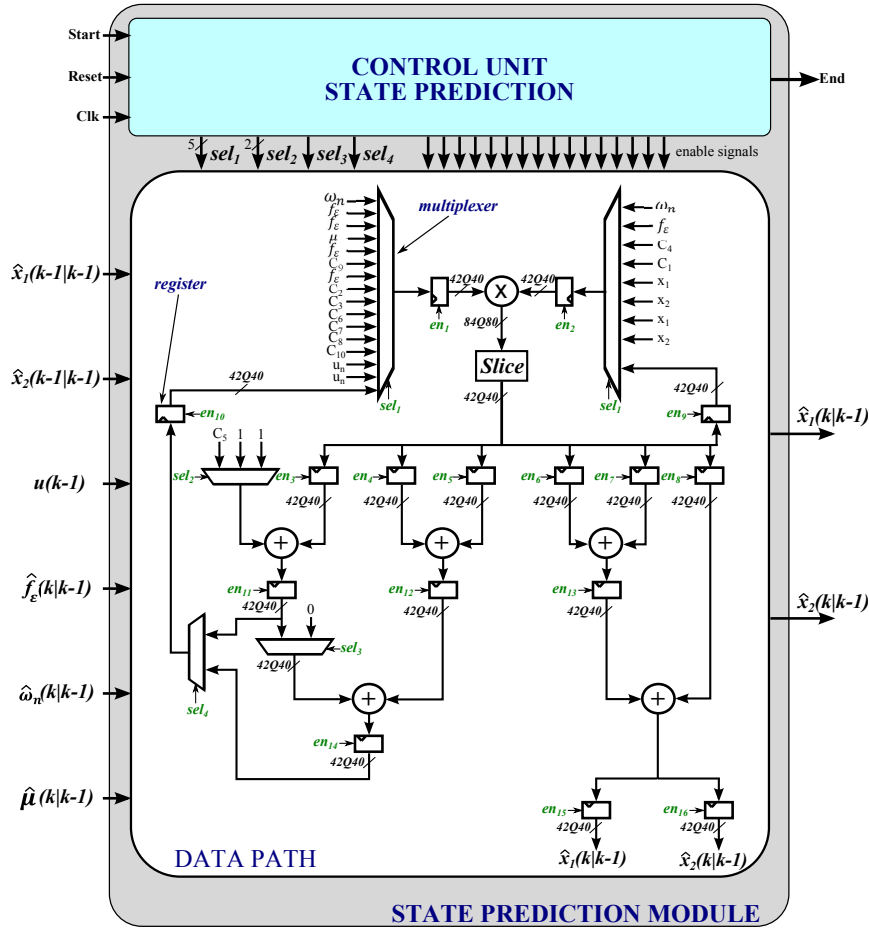 Start
Reset
Clk
CONTROL UNIT
STATE PREDICTION
End
5 sel₁
2 sel₂
sel₃
sel₄
enable signals
x̂₁(k-1|k-1)
x̂₂(k-1|k-1)
u(k-1)
f̂ε(k|k-1)
ω̂ₙ(k|k-1)
μ̂(k|k-1)
ωₙ
fε
fε
μ
fε
C₉
fε
C₂
C₃
C₆
C₇
C₈
C₁₀
uₙ
uₙ
multiplexer
register
sel₁
ωₙ
fε
C₄
C₁
x₁
x₂
x₁
x₂
sel₁
42Q40
42Q40
en₁
X
en₂
84Q80
Slice
42Q40
42Q40
en₁₀
42Q40
en₉
C₅ 1 1
sel₂
en₃
en₄
en₅
en₆
en₇
en₈
42Q40
42Q40
42Q40
42Q40
42Q40
42Q40
+
+
+
en₁₁
en₁₂
en₁₃
42Q40
42Q40
42Q40
0
sel₃
42Q40
sel₄
+
+
en₁₄
42Q40
en₁₅
en₁₆
42Q40
42Q40
x̂₁(k|k-1)
x̂₂(k|k-1)
x̂₁(k|k-1)
x̂₂(k|k-1)
DATA PATH
STATE PREDICTION MODULE